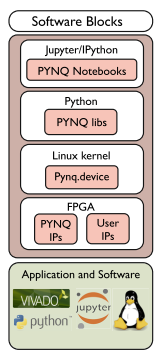 Software Blocks
Jupyter/IPython
PYNQ Notebooks
Python
PYNQ libs
Linux kernel
Pynq.device
FPGA
PYNQ
IPs
User
IPs
Application and Software
VIVADO
python
jupyter